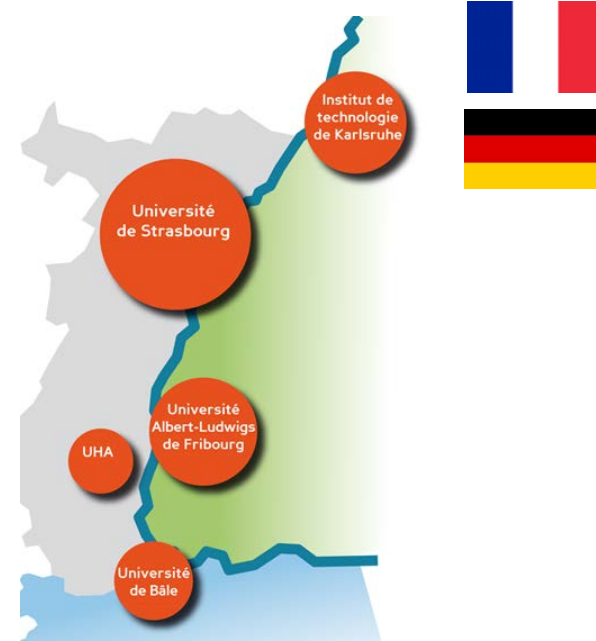 Institut de
technologie
de Karlsruhe
Université
de Strasbourg
Université
Albert-Ludwigs
de Fribourg
UHA
Université
de Bâle